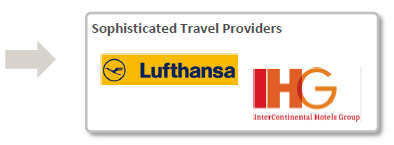 Sophisticated Travel Providers
Lufthansa
IHG
InterContinental Hotels Group